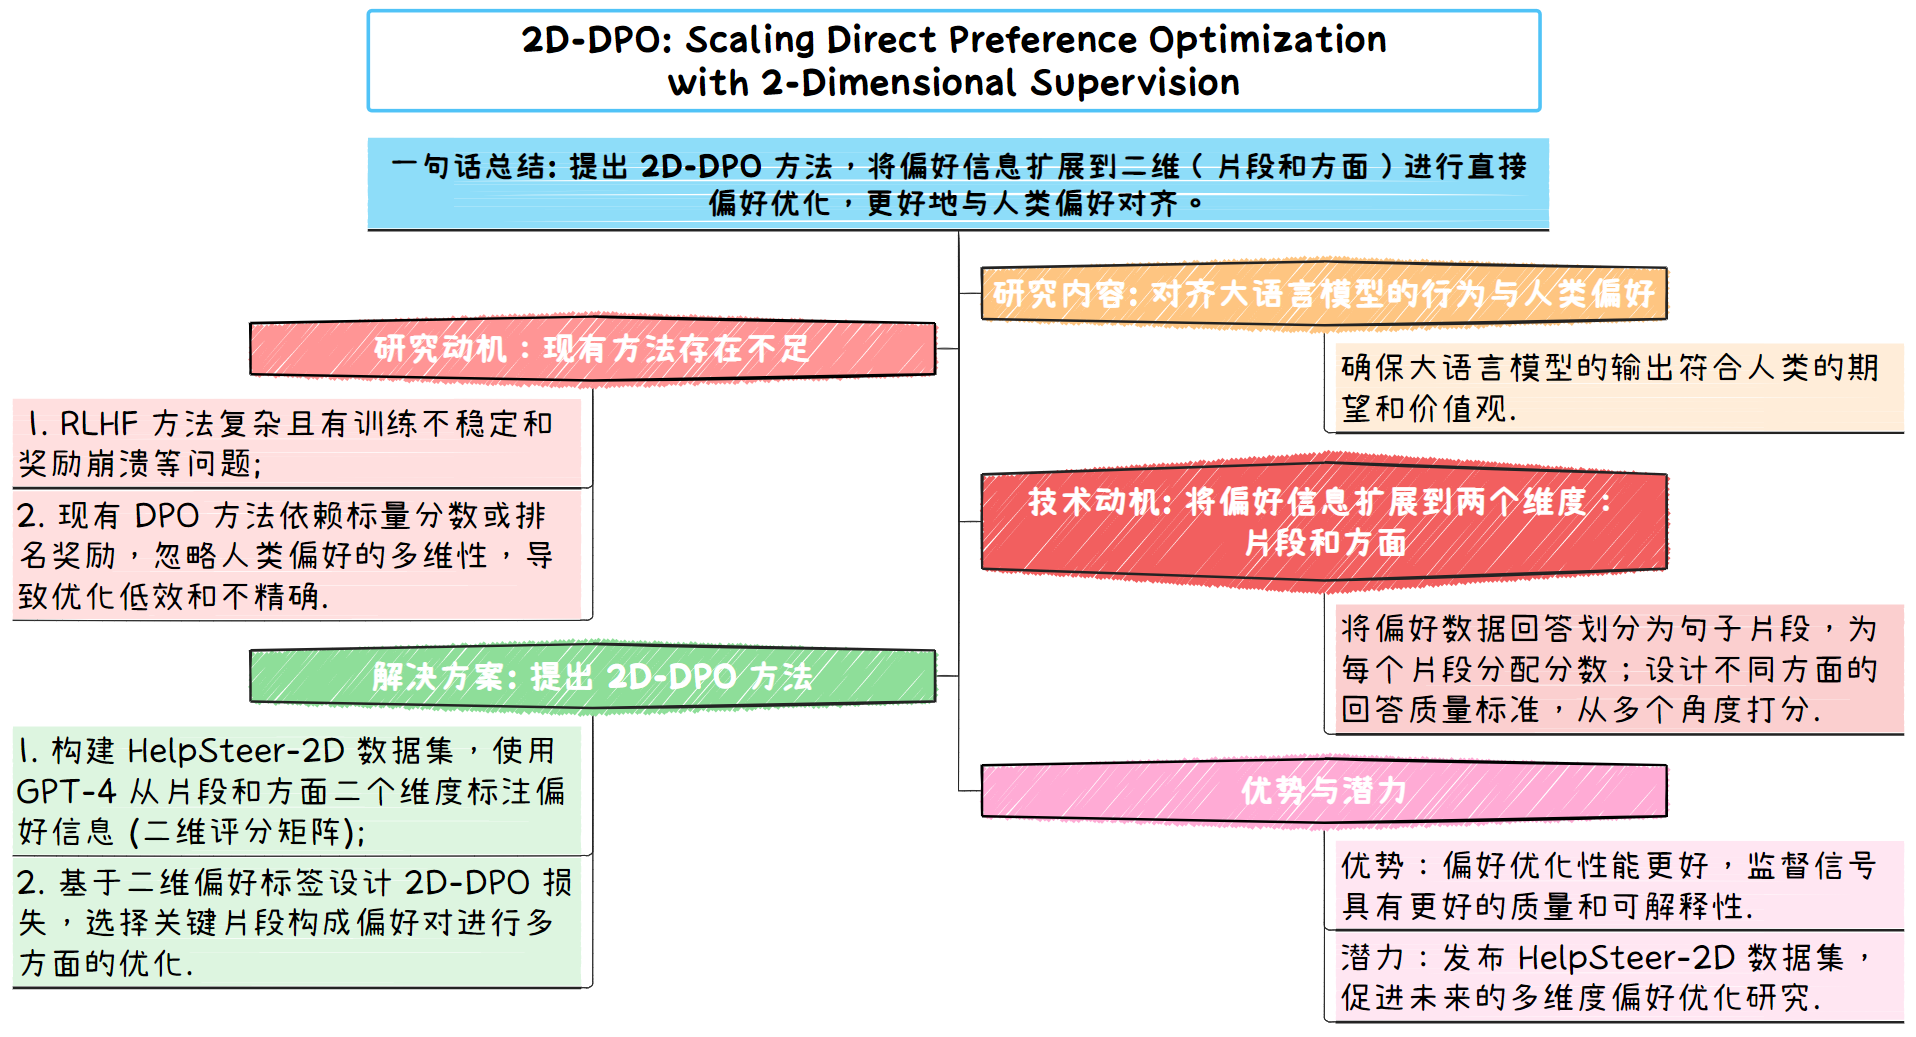 2D-DPO: Scaling Direct Preference Optimization
with 2-Dimensional Supervision
一句话总结: 提出 2D-DPO 方法，将偏好信息扩展到二维（片段和方面）进行直接
偏好优化，更好地与人类偏好对齐。
研究内容: 对齐大语言模型的行为与人类偏好
确保大语言模型的输出符合人类的期
望和价值观.
研究动机：现有方法存在不足
1. RLHF 方法复杂且有训练不稳定和
奖励崩溃等问题;
2. 现有 DPO 方法依赖标量分数或排
名奖励，忽略人类偏好的多维性，导
致优化低效和不精确.
技术动机: 将偏好信息扩展到两个维度：
片段和方面
将偏好数据回答划分为句子片段，为
每个片段分配分数；设计不同方面的
回答质量标准，从多个角度打分.
解决方案: 提出 2D-DPO 方法
1. 构建 HelpSteer-2D 数据集，使用
GPT-4 从片段和方面二个维度标注偏
好信息 (二维评分矩阵);
2. 基于二维偏好标签设计 2D-DPO 损
失，选择关键片段构成偏好对进行多
方面的优化.
优势与潜力
优势：偏好优化性能更好，监督信号
具有更好的质量和可解释性.
潜力：发布 HelpSteer-2D 数据集，
促进未来的多维度偏好优化研究.